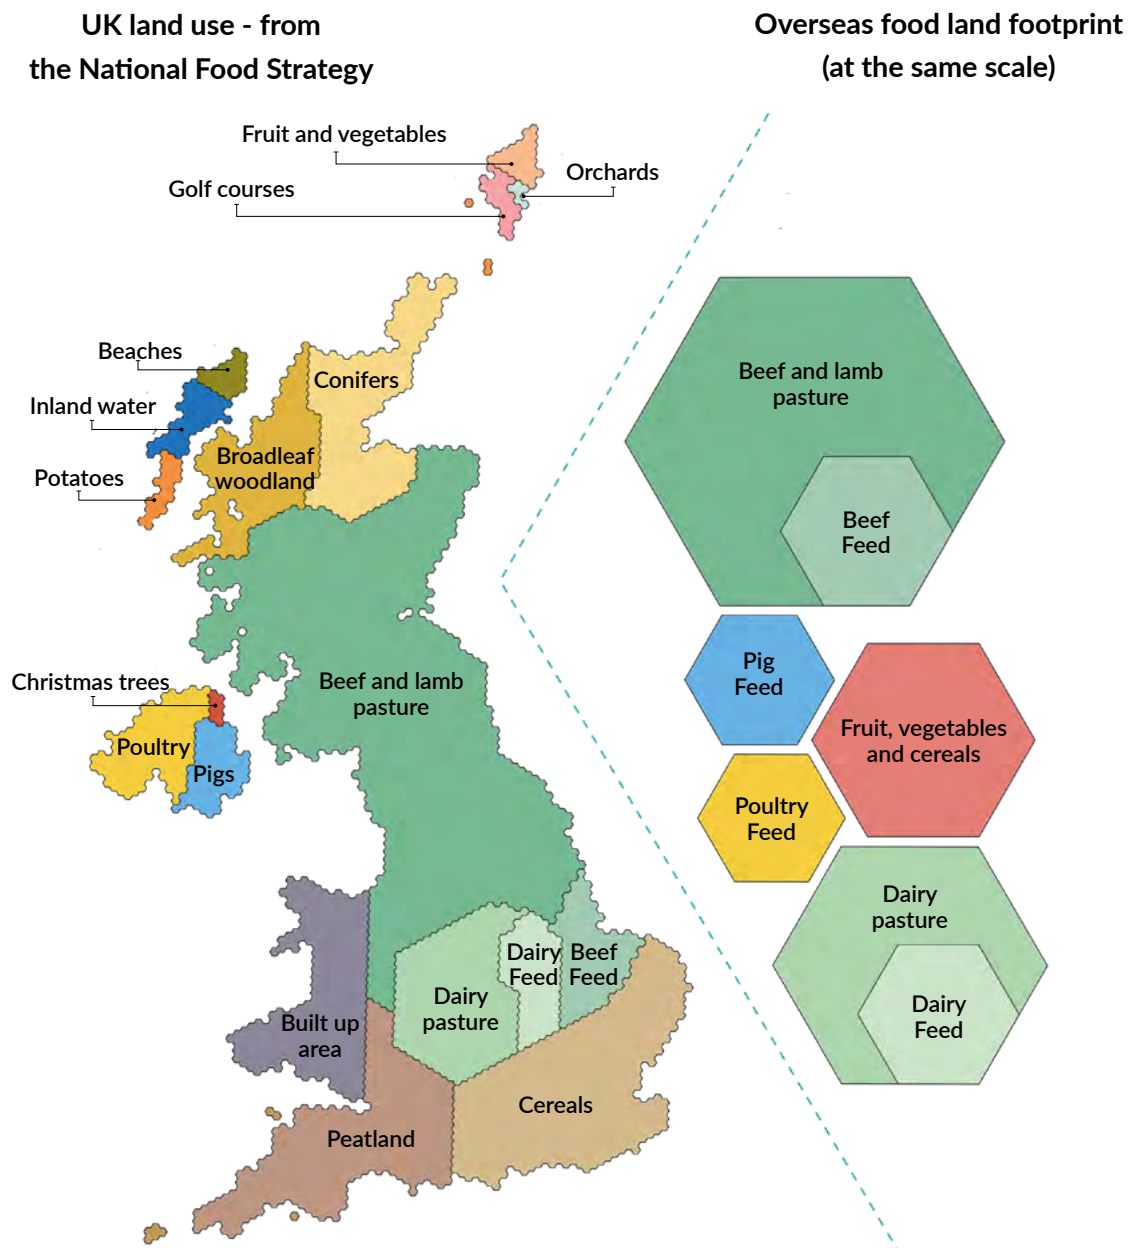 UK land use - from
the National Food Strategy
Overseas food land footprint
(at the same scale)
Fruit and vegetables
Orchards
Golf courses
Beaches
Conifers
Inland water
Broadleaf
woodland
Potatoes
Beef and lamb
pasture
Christmas trees
Poultry
Pigs
Dairy
Feed
Beef
Feed
Dairy
pasture
Built up
area
Cereals
Peatland
Beef and lamb
pasture
Beef
Feed
Pig
Feed
Fruit, vegetables
and cereals
Poultry
Feed
Dairy
pasture
Dairy
Feed